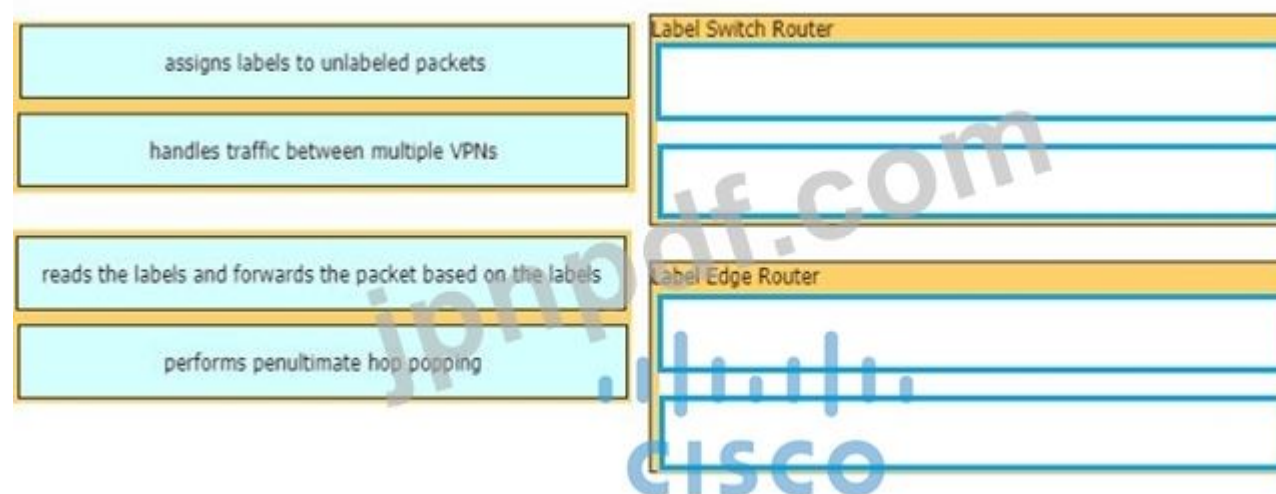 assigns labels to unlabeled packets
handles traffic between multiple VPNs
reads the labels and forwards the packet based on the labels
performs penultimate hop popping
Label Switch Router
Label Edge Router
jpnpdf.com
CISCO